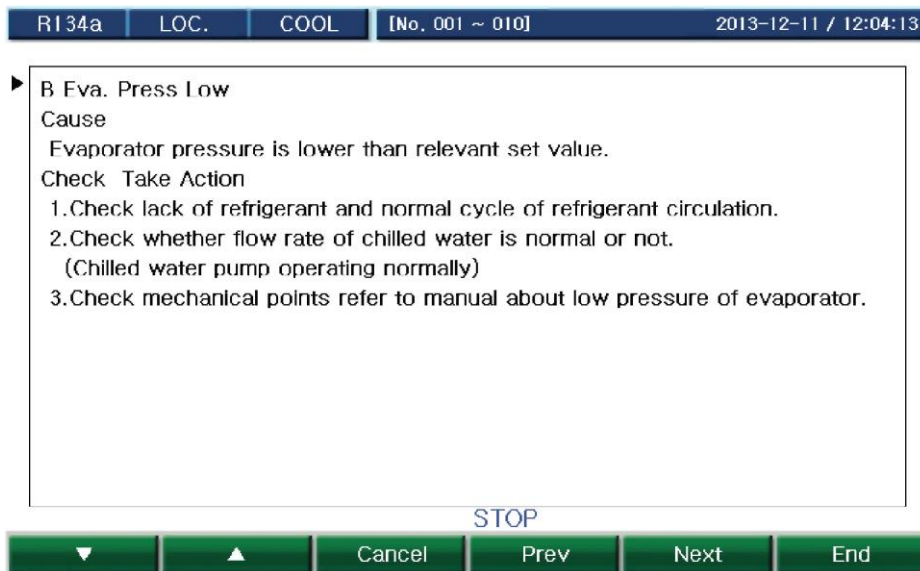 R134a LOC. COOL [No. 001 ~ 010] 2013-12-11 / 12:04:13
B Eva. Press Low
Cause
Evaporator pressure is lower than relevant set value.
Check Take Action
1.Check lack of refrigerant and normal cycle of refrigerant circulation.
2.Check whether flow rate of chilled water is normal or not.
(Chilled water pump operating normally)
3.Check mechanical points refer to manual about low pressure of evaporator.
STOP
▼ ▲ Cancel Prev Next End